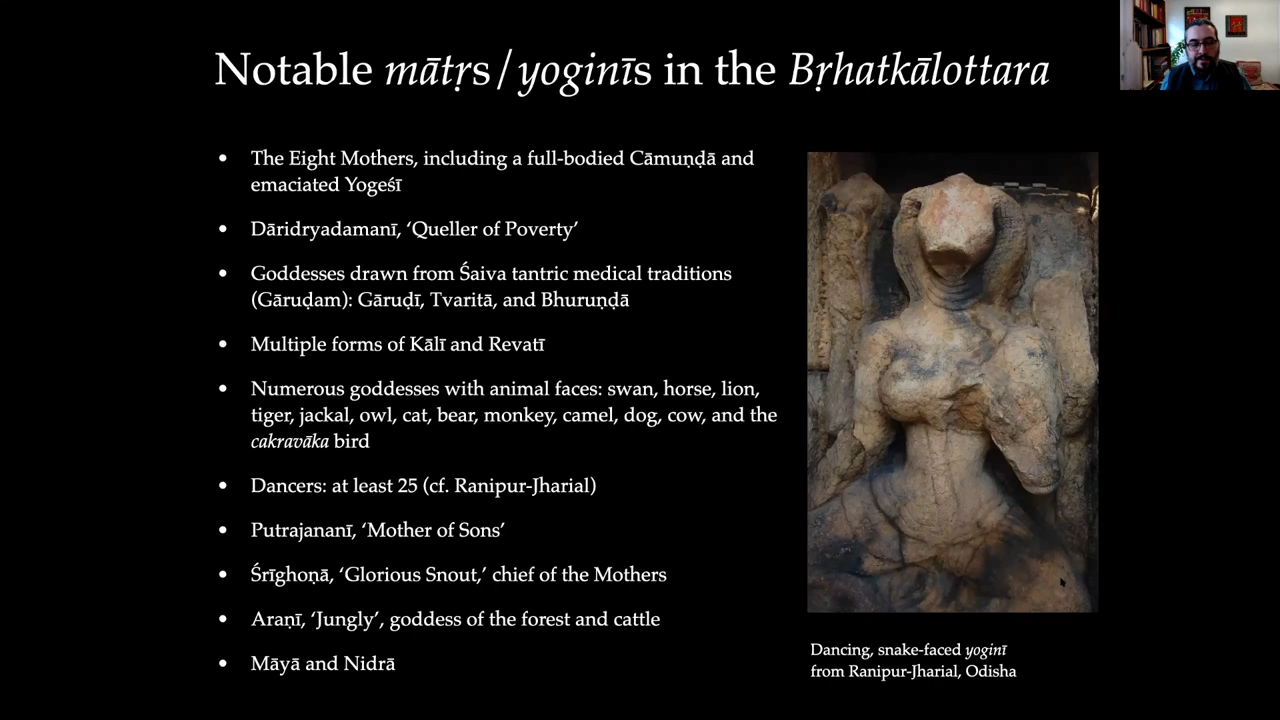 Notable mātṛs/yoginīs in the Bṛhatkālottara
The Eight Mothers, including a full-bodied Cāmuṇḍā and
emaciated Yogeśī
Dāridryadamanī, ‘Queller of Poverty’
Goddesses drawn from Śaiva tantric medical traditions
(Gāruḍam): Gāruḍī, Tvaritā, and Bhuruṇḍā
Multiple forms of Kālī and Revatī
Numerous goddesses with animal faces: swan, horse, lion,
tiger, jackal, owl, cat, bear, monkey, camel, dog, cow, and the
cakravāka bird
Dancers: at least 25 (cf. Ranipur-Jharial)
Putrajananī, ‘Mother of Sons’
Śrīghoṇā, ‘Glorious Snout,’ chief of the Mothers
Araṇī, ‘Jungly’, goddess of the forest and cattle
Māyā and Nidrā
Dancing, snake-faced yoginī
from Ranipur-Jharial, Odisha